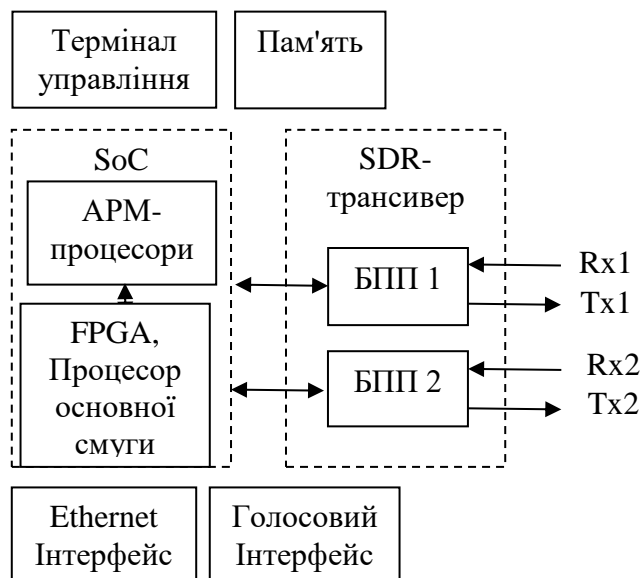 Термінал
управління
Пам'ять
SoC
АРМ-
процесори
FPGA,
Процесор
основної
смуги
SDR-
трансивер
БПП 1
БПП 2
Rx1
Tx1
Rx2
Tx2
Ethernet
Інтерфейс
Голосовий
Інтерфейс